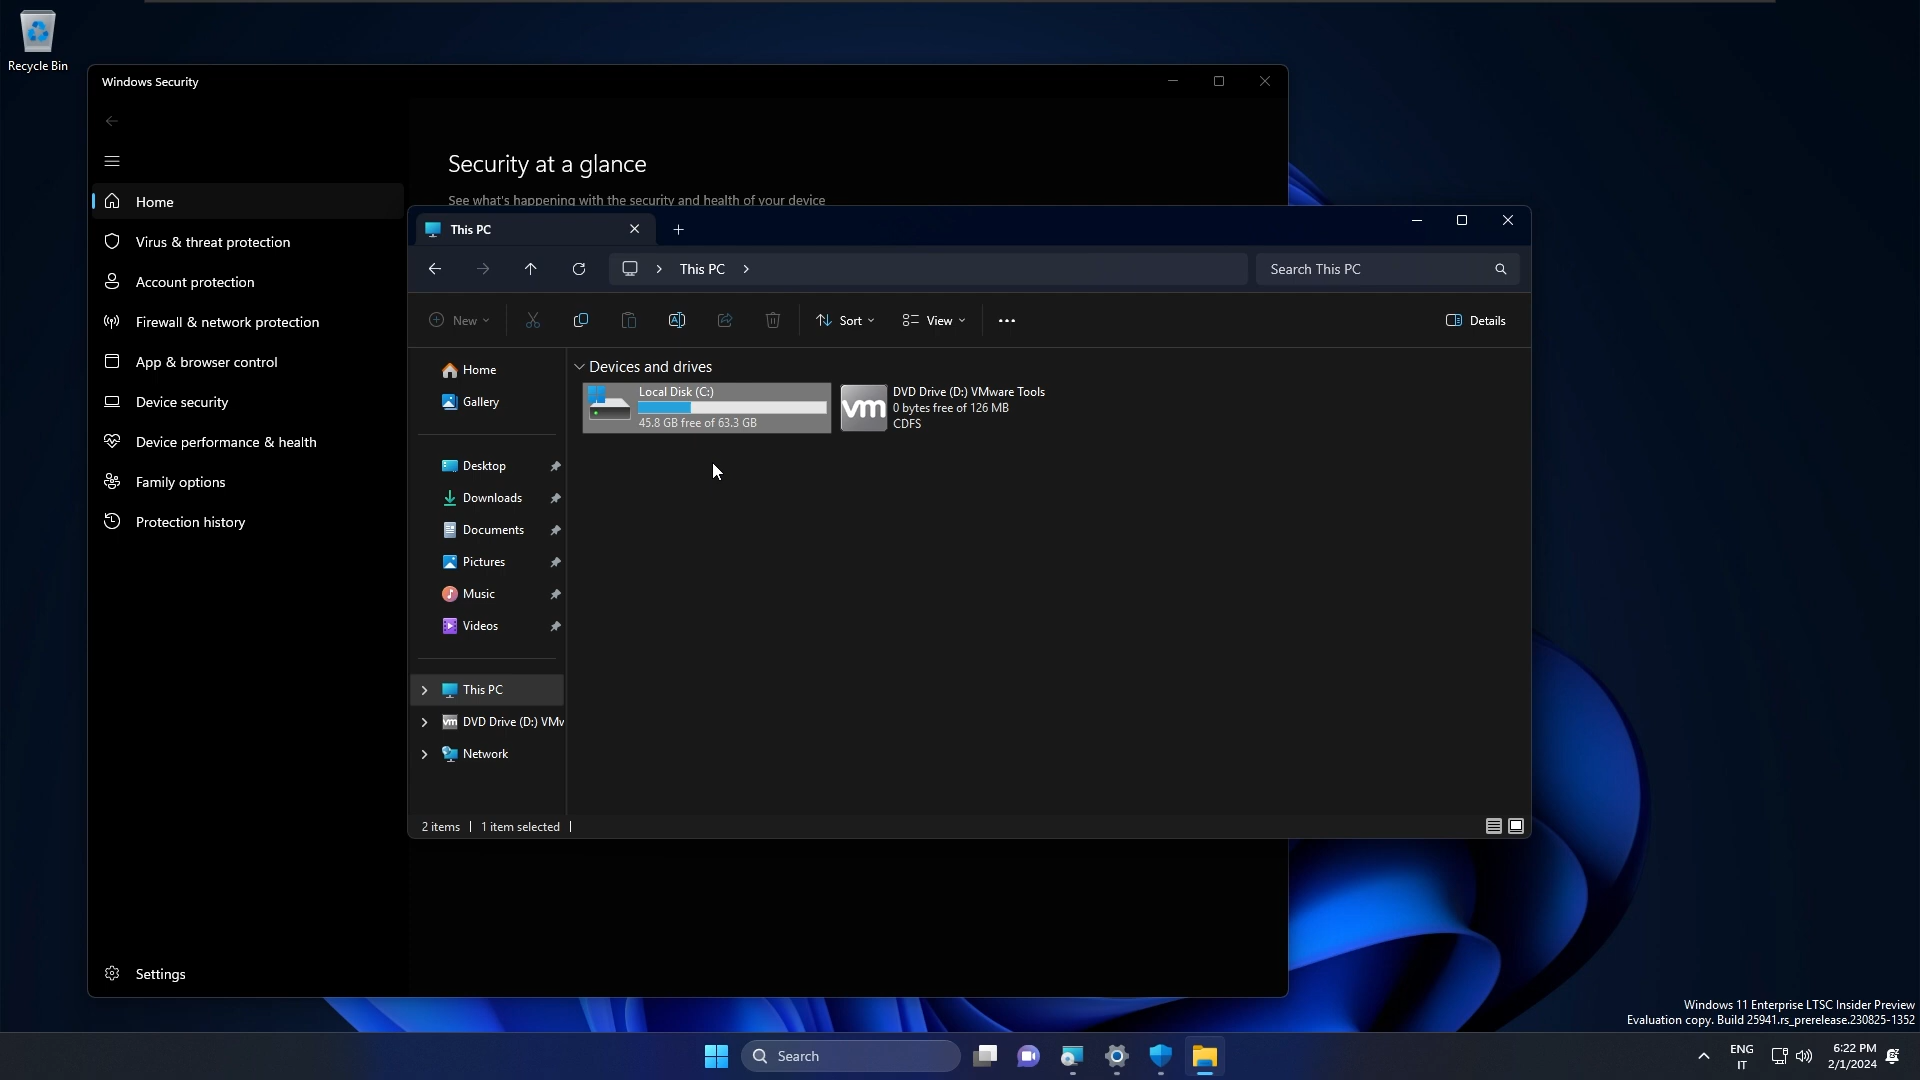 Recycle Bin
Windows Security
Security at a glance
See what's happening with the security and health of your device
Home
Virus & threat protection
Account protection
Firewall & network protection
App & browser control
Device security
Device performance & health
Family options
Protection history
Settings
This PC
This PC
Search This PC
New
Sort
View
Details
Home
Gallery
Desktop
Downloads
Documents
Pictures
Music
Videos
This PC
DVD Drive (D:) VMw
Network
Devices and drives
Local Disk (C:)
45.8 GB free of 63.3 GB
vm
DVD Drive (D:) VMware Tools
0 bytes free of 126 MB
CDFS
2 items
1 item selected
Windows 11 Enterprise LTSC Insider Preview
Evaluation copy. Build 25941.rs_prerelease.230825-1352
Search
ENG
IT
6:22 PM
2/1/2024